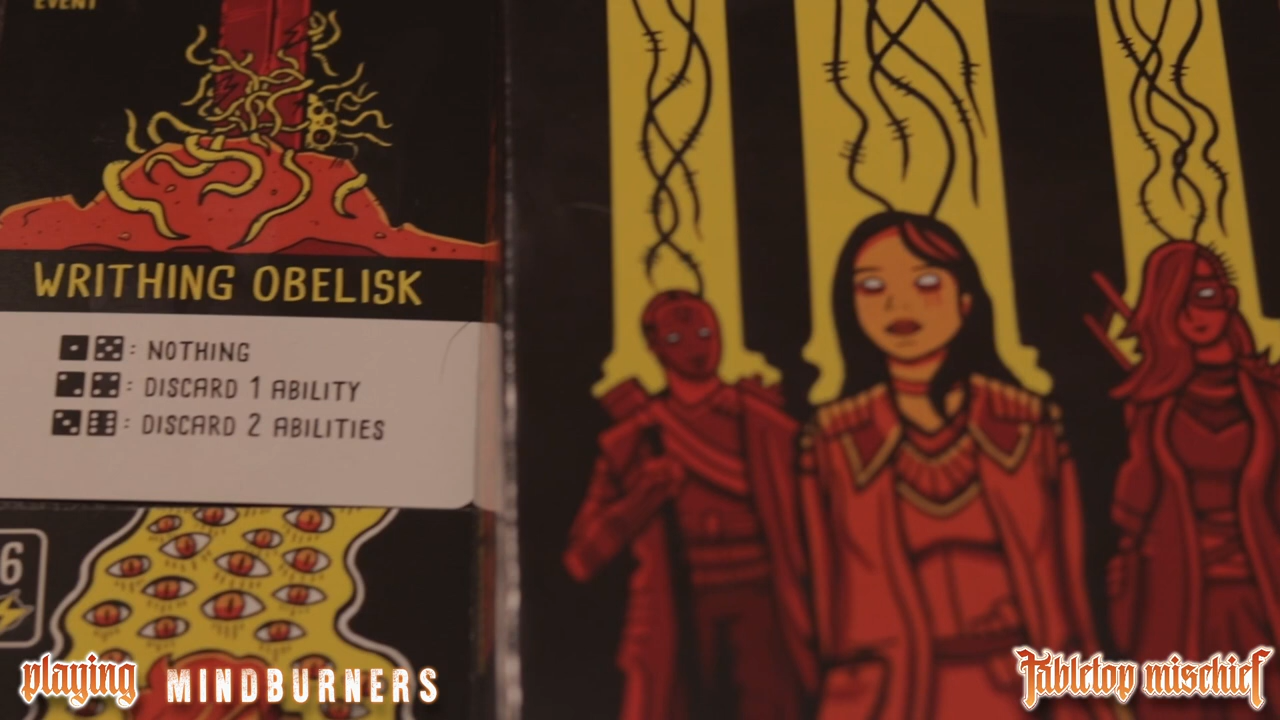 EVENT
WRITHING OBELISK
: NOTHING
: DISCARD 1 ABILITY
: DISCARD 2 ABILITIES
6
playing MINDBURNERS
Tabletop mischief